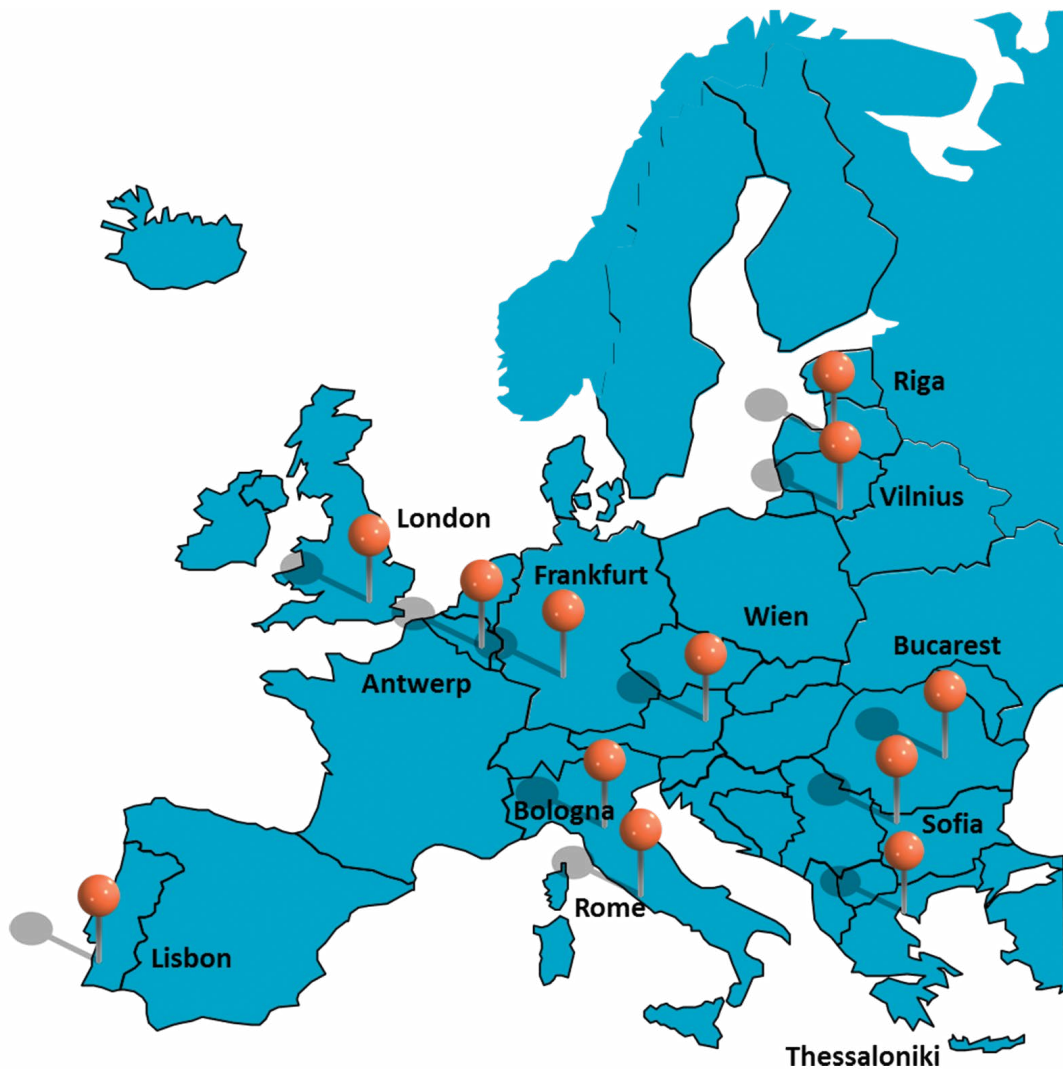 Riga
Vilnius
London
Frankfurt
Wien
Bucarest
Antwerp
Bologna
Sofia
Rome
Lisbon
Thessaloniki